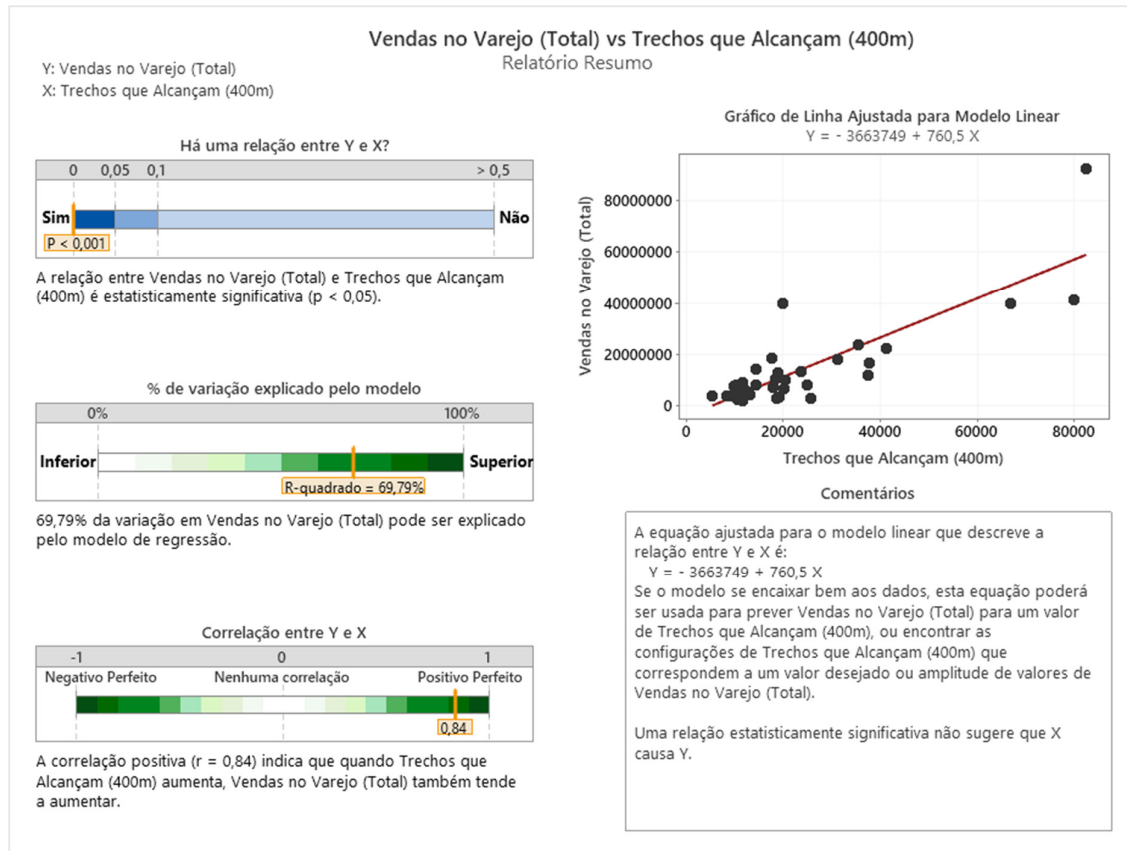 Vendas no Varejo (Total) vs Trechos que Alcançam (400m)
Relatório Resumo
Y: Vendas no Varejo (Total)
X: Trechos que Alcançam (400m)
Há uma relação entre Y e X?
0 0,05 0,1 > 0,5
Sim Não
P < 0,001
A relação entre Vendas no Varejo (Total) e Trechos que Alcançam
(400m) é estatisticamente significativa (p < 0,05).
% de variação explicado pelo modelo
0% 100%
Inferior Superior
R-quadrado = 69,79%
69,79% da variação em Vendas no Varejo (Total) pode ser explicado
pelo modelo de regressão.
Correlação entre Y e X
-1 0 1
Negativo Perfeito Nenhuma correlação Positivo Perfeito
0,84
A correlação positiva (r = 0,84) indica que quando Trechos que
Alcançam (400m) aumenta, Vendas no Varejo (Total) também tende
a aumentar.
Gráfico de Linha Ajustada para Modelo Linear
Y = - 3663749 + 760,5 X
Vendas no Varejo (Total)
80000000
60000000
40000000
20000000
0
0 20000 40000 60000 80000
Trechos que Alcançam (400m)
Comentários
A equação ajustada para o modelo linear que descreve a
relação entre Y e X é:
Y = - 3663749 + 760,5 X
Se o modelo se encaixar bem aos dados, esta equação poderá
ser usada para prever Vendas no Varejo (Total) para um valor
de Trechos que Alcançam (400m), ou encontrar as
configurações de Trechos que Alcançam (400m) que
correspondem a um valor desejado ou amplitude de valores de
Vendas no Varejo (Total).
Uma relação estatisticamente significativa não sugere que X
causa Y.